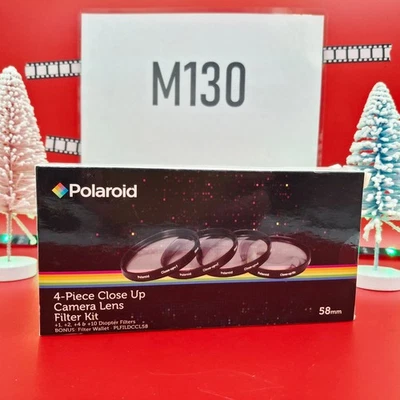 M130
Polaroid
4-Piece Close Up
Camera Lens
Filter Kit
+1, +2, +4 & +10 Diopter Filters
BONUS: Filter Wallet · PLFILDCCL58
58mm